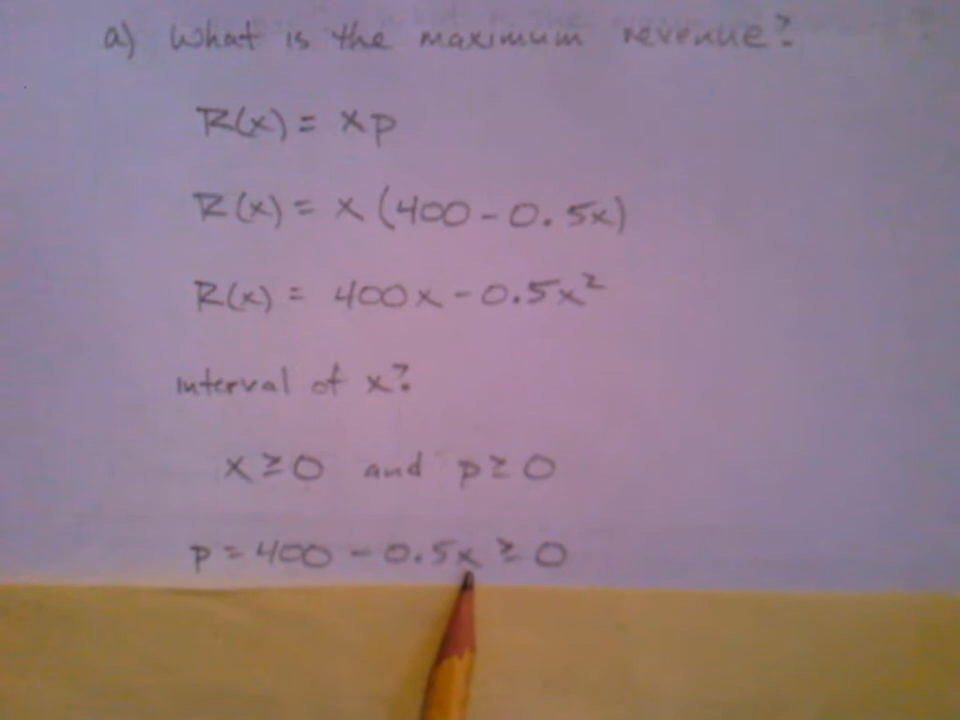 a) What is the maximum revenue?
R(x) = xp
R(x) = x(400-0.5x)
R(x) = 400x-0.5x²
interval of x?
x≥0 and p≥0
p=400-0.5x≥0